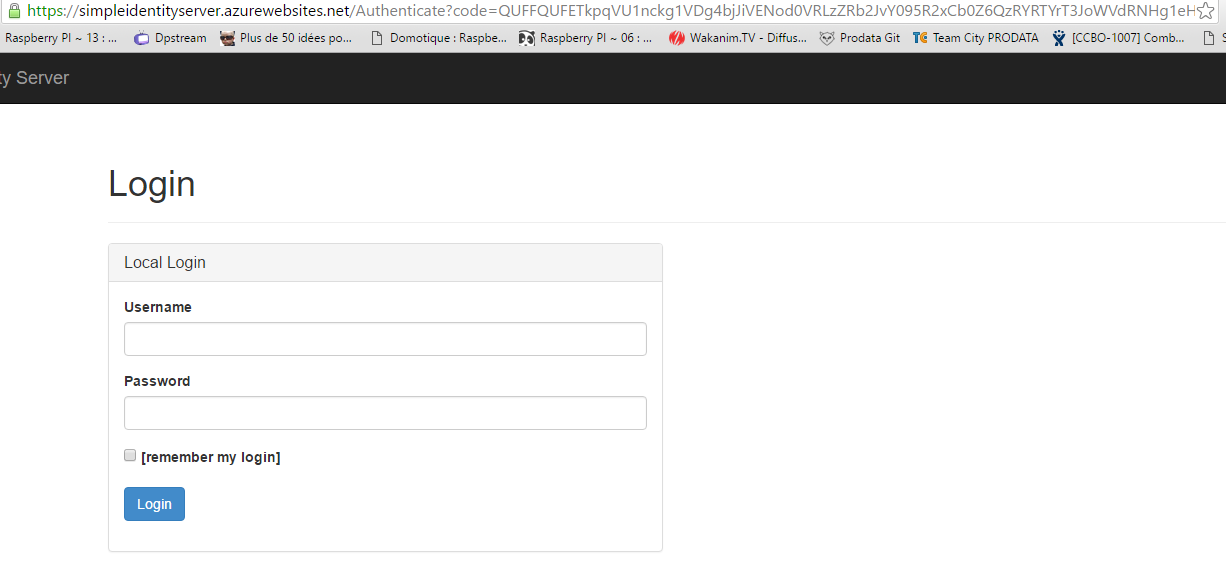 https://simpleidentityserver.azurewebsites.net/Authenticate?code=QUFFQUFETkpqVU1nckg1VDg4bjJiVENod0VRLzZRb2JvY095R2xCb0Z6QzRYRTYrT3JoWVdRNHg1eH
Raspberry PI ~ 13 : ... Dpstream Plus de 50 idées po... Domotique : Raspbe... Raspberry PI ~ 06 : ... Wakanim.TV - Diffus... Prodata Git Team City PRODATA [CCBO-1007] Comb... S
ty Server
Login
Local Login
Username
Password
[remember my login]
Login